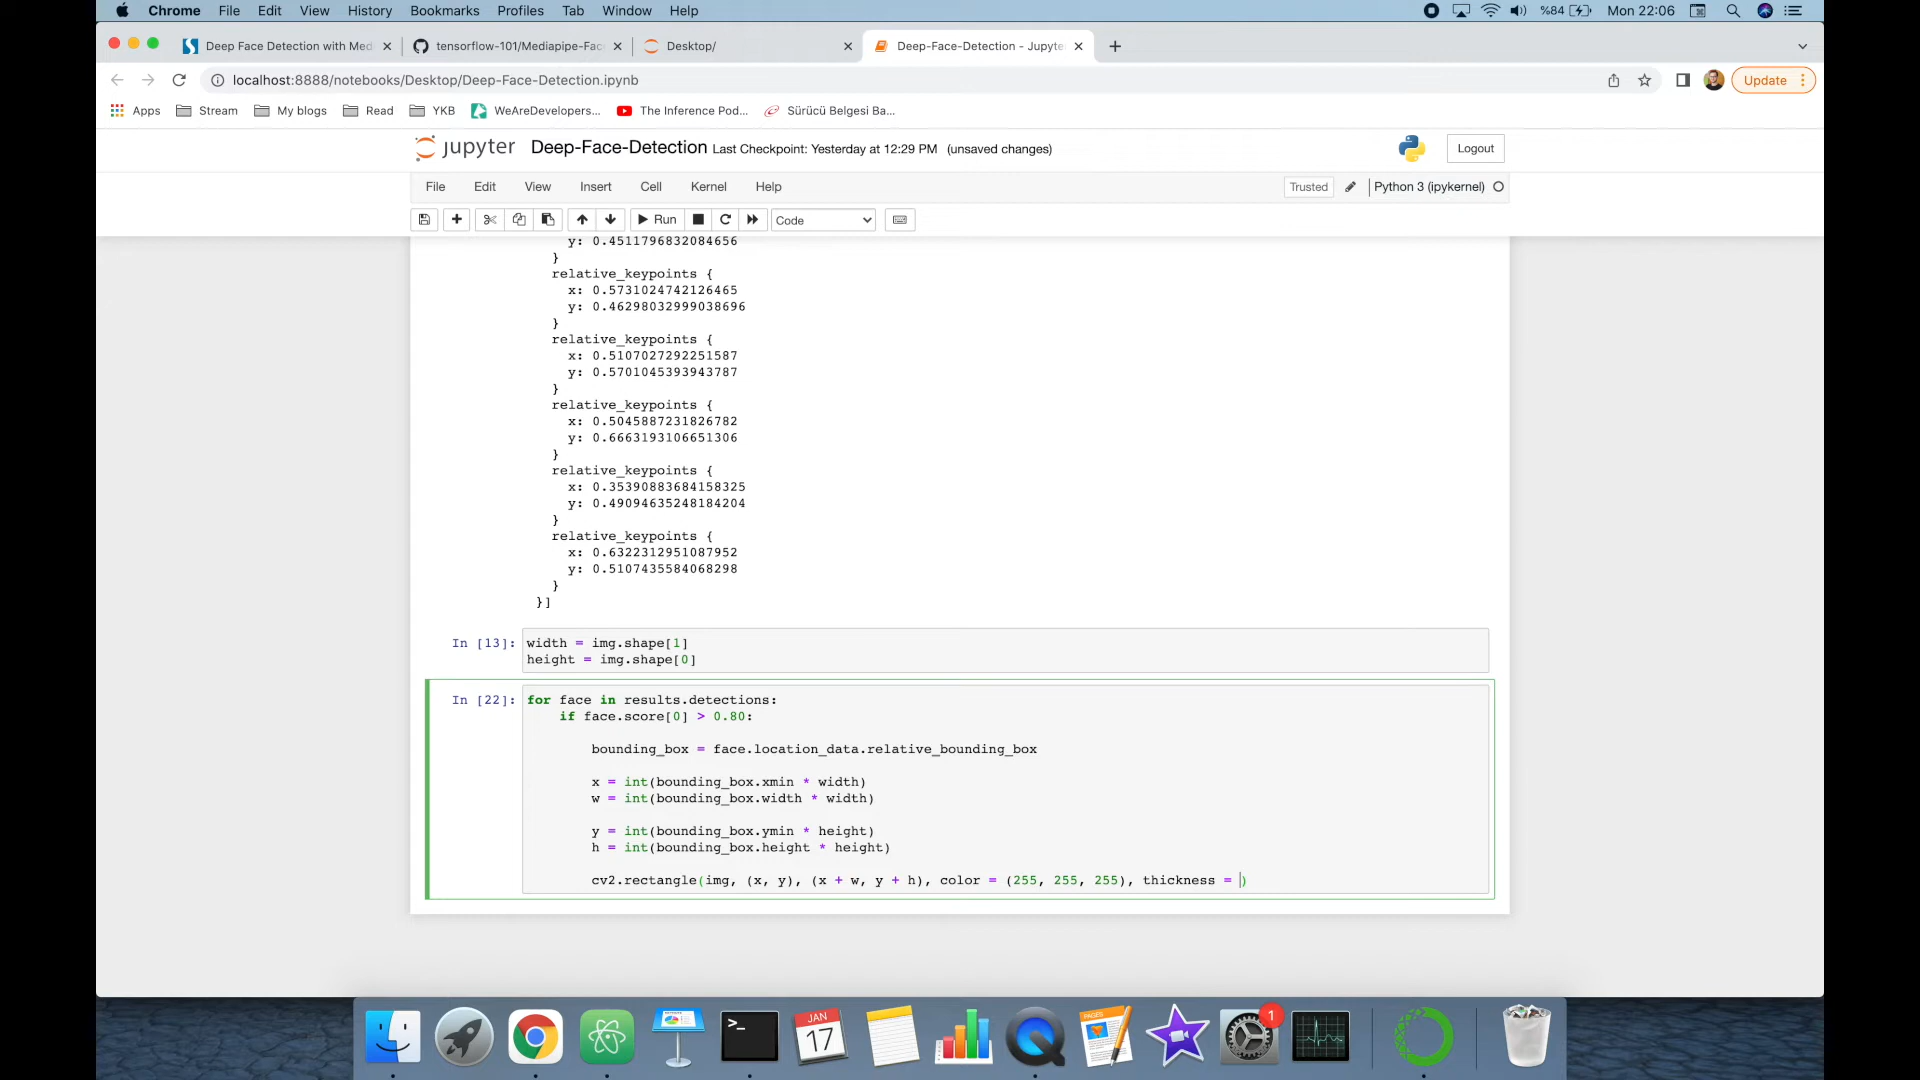 Chrome File Edit View History Bookmarks Profiles Tab Window Help %84 Mon 22:06
Deep Face Detection with Med tensorflow-101/Mediapipe-Fac Desktop/ Deep-Face-Detection - Jupyte
localhost:8888/notebooks/Desktop/Deep-Face-Detection.ipynb Update
Apps Stream My blogs Read YKB WeAreDevelopers... The Inference Pod... Sürücü Belgesi Ba...
jupyter Deep-Face-Detection Last Checkpoint: Yesterday at 12:29 PM (unsaved changes) Logout
File Edit View Insert Cell Kernel Help Trusted Python 3 (ipykernel)
Run Code
y: 0.4511796832084656
}
relative_keypoints {
x: 0.5731024742126465
y: 0.46298032999038696
}
relative_keypoints {
x: 0.5107027292251587
y: 0.5701045393943787
}
relative_keypoints {
x: 0.5045887231826782
y: 0.6663193106651306
}
relative_keypoints {
x: 0.35390883684158325
y: 0.49094635248184204
}
relative_keypoints {
x: 0.6322312951087952
y: 0.5107435584068298
}
}]
In [13]: width = img.shape[1]
height = img.shape[0]
In [22]: for face in results.detections:
if face.score[0] > 0.80:
bounding_box = face.location_data.relative_bounding_box
x = int(bounding_box.xmin * width)
w = int(bounding_box.width * width)
y = int(bounding_box.ymin * height)
h = int(bounding_box.height * height)
cv2.rectangle(img, (x, y), (x + w, y + h), color = (255, 255, 255), thickness = )
>_ JAN 17 PAGES 1